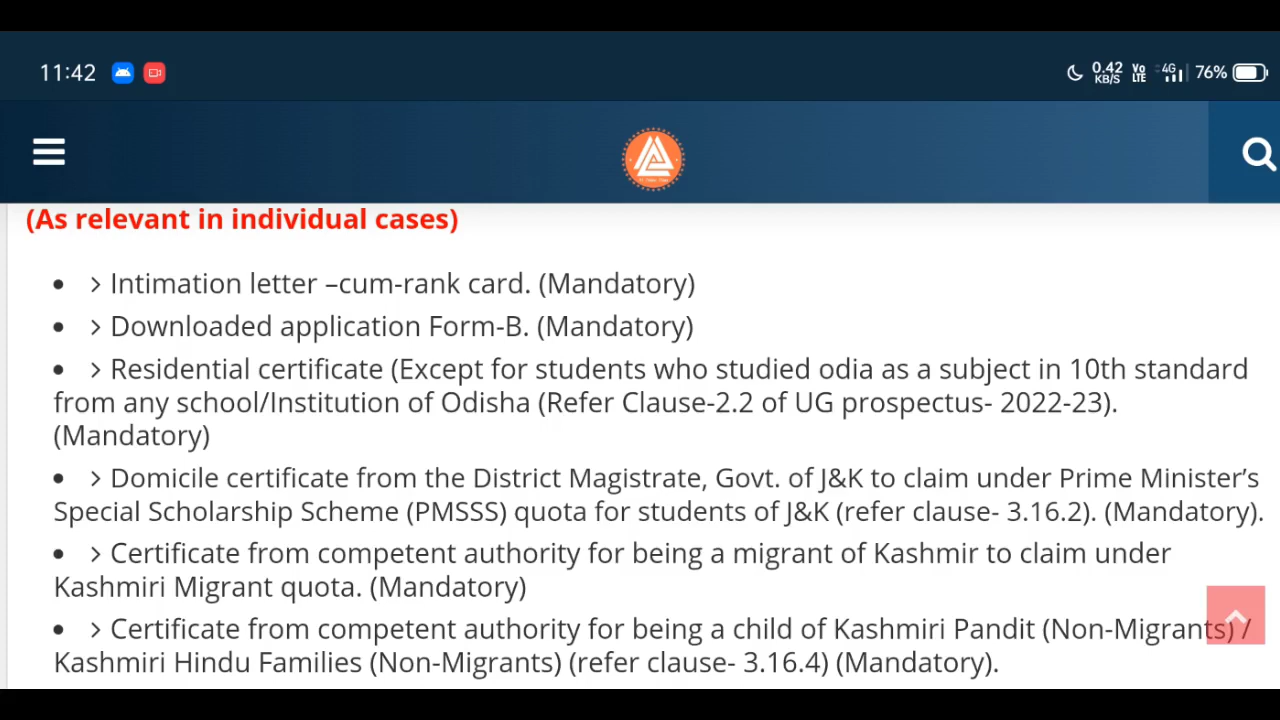 11:42 0.42 KB/S Vo LTE 4G 76%
(As relevant in individual cases)
• > Intimation letter –cum-rank card. (Mandatory)
• > Downloaded application Form-B. (Mandatory)
• > Residential certificate (Except for students who studied odia as a subject in 10th standard
from any school/Institution of Odisha (Refer Clause-2.2 of UG prospectus- 2022-23).
(Mandatory)
• > Domicile certificate from the District Magistrate, Govt. of J&K to claim under Prime Minister’s
Special Scholarship Scheme (PMSSS) quota for students of J&K (refer clause- 3.16.2). (Mandatory).
• > Certificate from competent authority for being a migrant of Kashmir to claim under
Kashmiri Migrant quota. (Mandatory)
• > Certificate from competent authority for being a child of Kashmiri Pandit (Non-Migrants) /
Kashmiri Hindu Families (Non-Migrants) (refer clause- 3.16.4) (Mandatory).